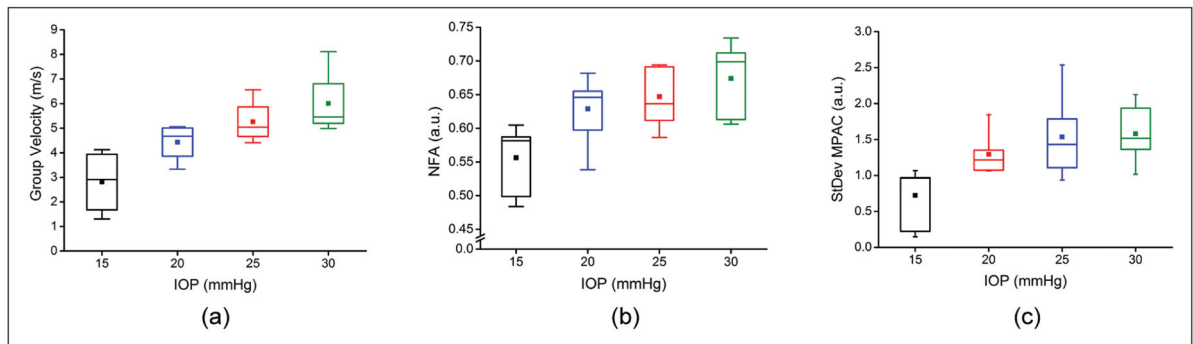 Group Velocity (m/s)
9
8
7
6
5
4
3
2
1
0
15 20 25 30
IOP (mmHg)
(a)
NFA (a.u.)
0.75
0.70
0.65
0.60
0.55
0.50
0.45
0.0
15 20 25 30
IOP (mmHg)
(b)
StDev MPAC (a.u.)
3.0
2.5
2.0
1.5
1.0
0.5
0.0
15 20 25 30
IOP (mmHg)
(c)